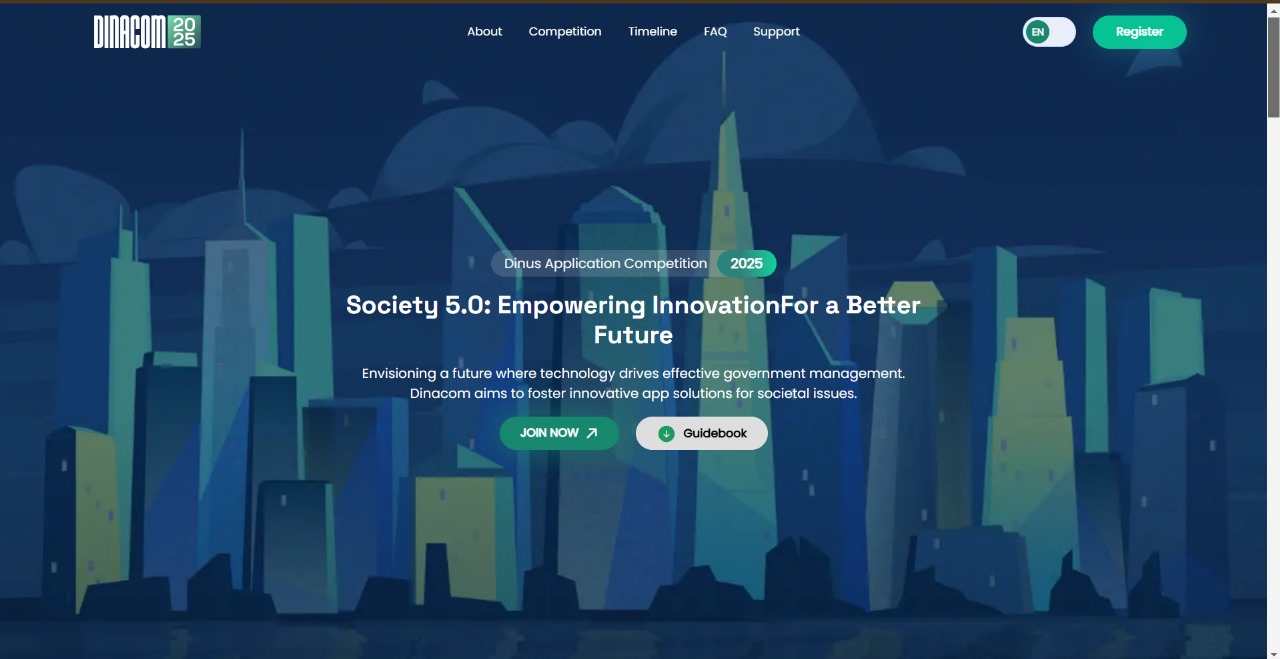 DINACOM 20 25
About Competition Timeline FAQ Support
EN
Register
Dinus Application Competition 2025
Society 5.0: Empowering InnovationFor a Better
Future
Envisioning a future where technology drives effective government management.
Dinacom aims to foster innovative app solutions for societal issues.
JOIN NOW
Guidebook